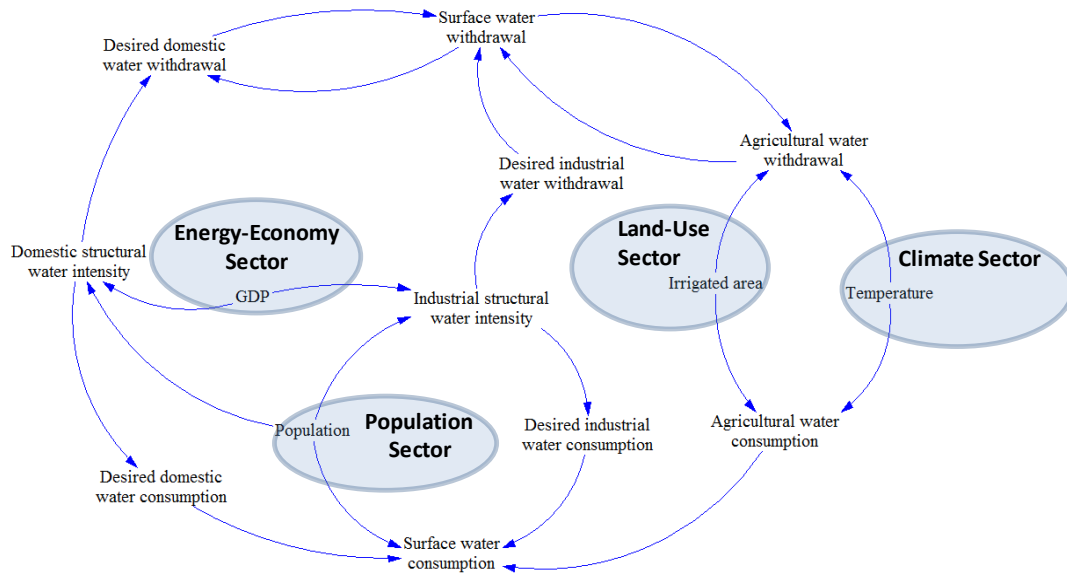 Surface water
withdrawal
Desired domestic
water withdrawal
Agricultural water
withdrawal
Desired industrial
water withdrawal
Energy-Economy
Sector
Land-Use
Sector
Climate Sector
Domestic structural
water intensity
GDP
Industrial structural
water intensity
Irrigated area
Temperature
Population
Population
Sector
Desired industrial
water consumption
Agricultural water
consumption
Desired domestic
water consumption
Surface water
consumption